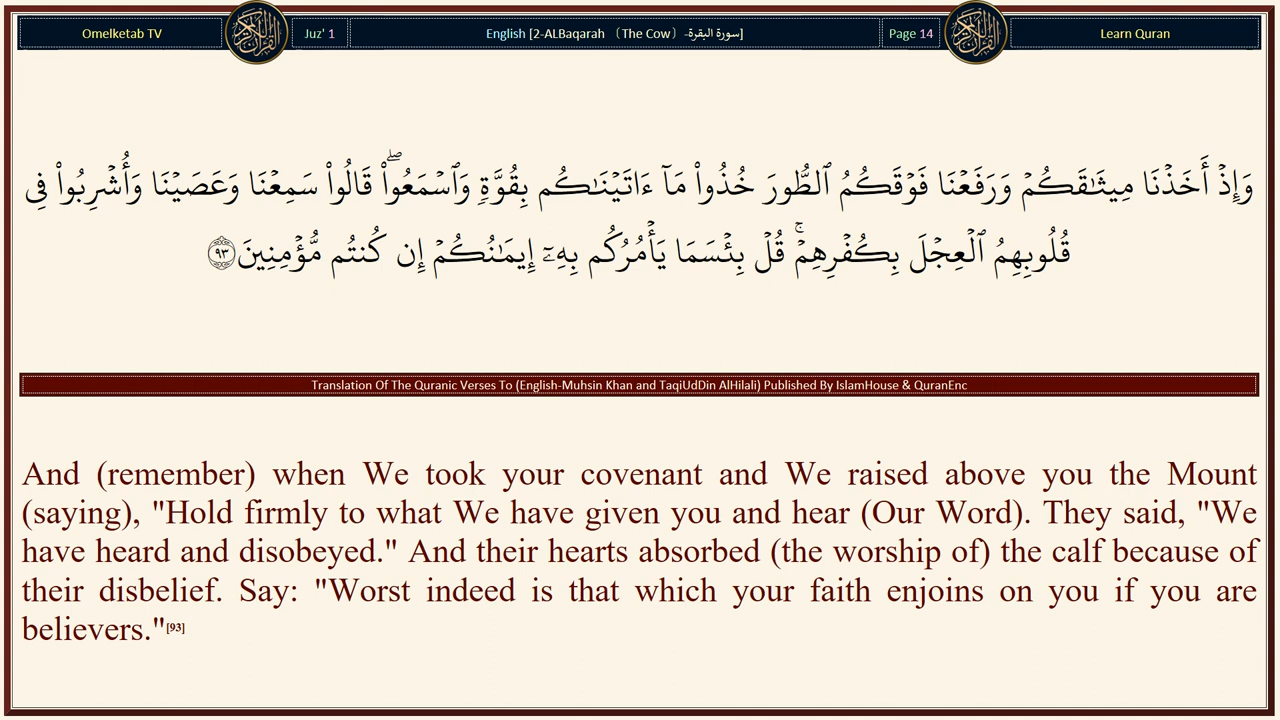 Omelketab TV
Juz' 1
English [2-ALBaqarah （The Cow） -سورة البقرة]
Page 14
Learn Quran
وَإِذْ أَخَذْنَا مِيثَـٰقَكُمْ وَرَفَعْنَا فَوْقَكُمُ ٱلطُّورَ خُذُوا۟ مَآ ءَاتَيْنَـٰكُم بِقُوَّةٍ وَٱسْمَعُوا۟ ۖ قَالُوا۟ سَمِعْنَا وَعَصَيْنَا وَأُشْرِبُوا۟ فِى
قُلُوبِهِمُ ٱلْعِجْلَ بِكُفْرِهِمْ ۚ قُلْ بِئْسَمَا يَأْمُرُكُم بِهِۦٓ إِيمَـٰنُكُمْ إِن كُنتُم مُّؤْمِنِينَ ٩٣
Translation Of The Quranic Verses To (English-Muhsin Khan and TaqiUdDin AlHilali) Published By IslamHouse & QuranEnc
And (remember) when We took your covenant and We raised above you the Mount
(saying), "Hold firmly to what We have given you and hear (Our Word). They said, "We
have heard and disobeyed." And their hearts absorbed (the worship of) the calf because of
their disbelief. Say: "Worst indeed is that which your faith enjoins on you if you are
believers."[93]